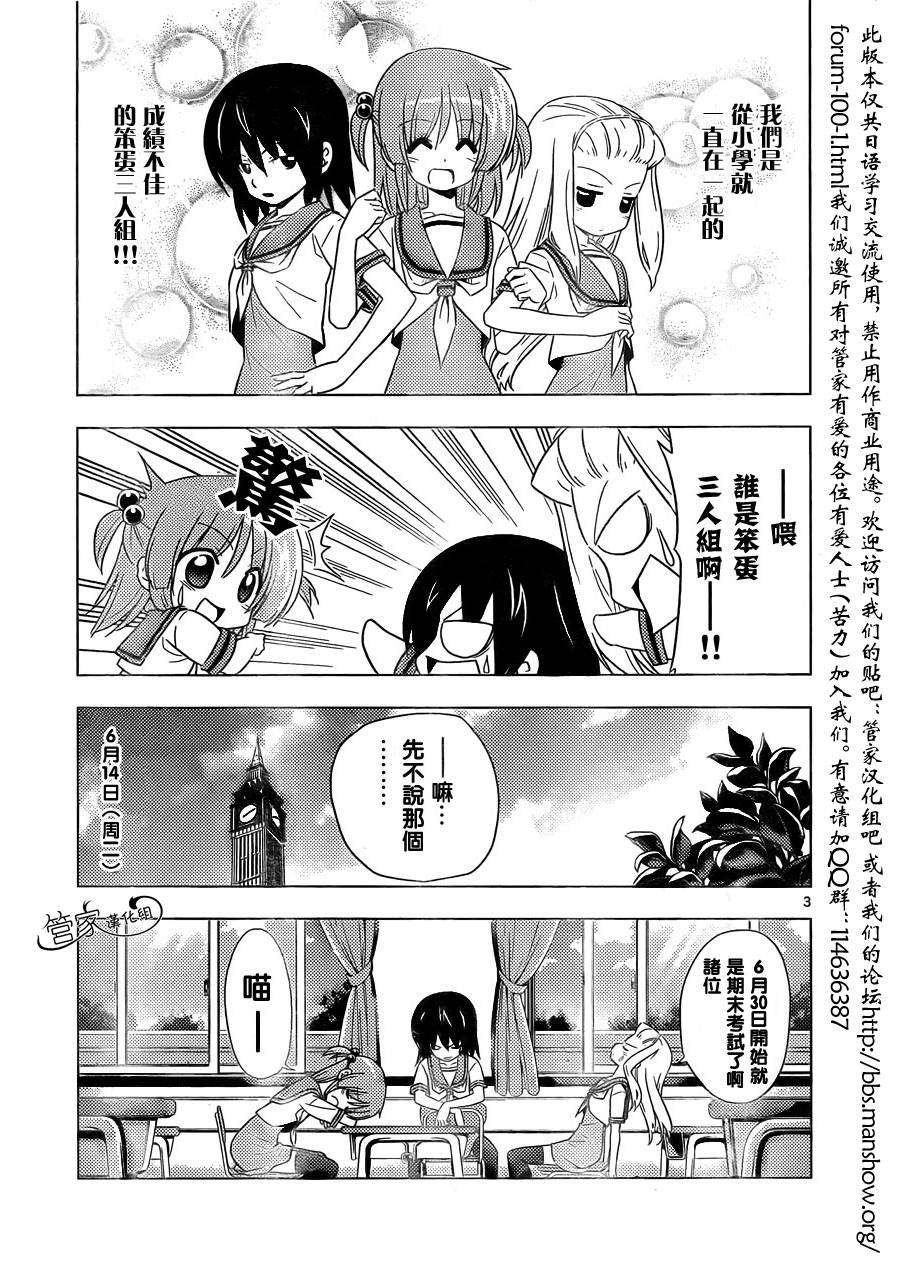 我們是
從小學就
一直在一起的
成績不佳
的笨蛋三人組!!!
——喂
誰是笨蛋
三人組啊——!!
驚
——嘛…
先不說那個
………
6月14日（周二）
3
6月30日開始就
是期末考試了啊
諸位
喵——
管家漢化組
此版本仅共日语学习交流使用，禁止用作商业用途。欢迎访问我们的贴吧：管家汉化组吧 或者我们的论坛http://bbs.manshow.org/
forum-100-1.html我们诚邀所有对管家有爱的各位有爱人士（苦力）加入我们。有意请加QQ群：114636387